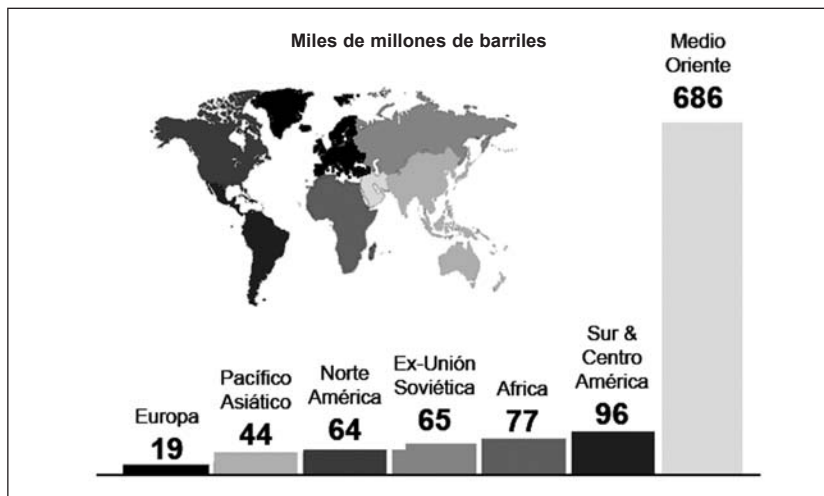 Miles de millones de barriles
Europa
19
Pacífico
Asiático
44
Norte
América
64
Ex-Unión
Soviética
65
Africa
77
Sur &
Centro
América
96
Medio
Oriente
686